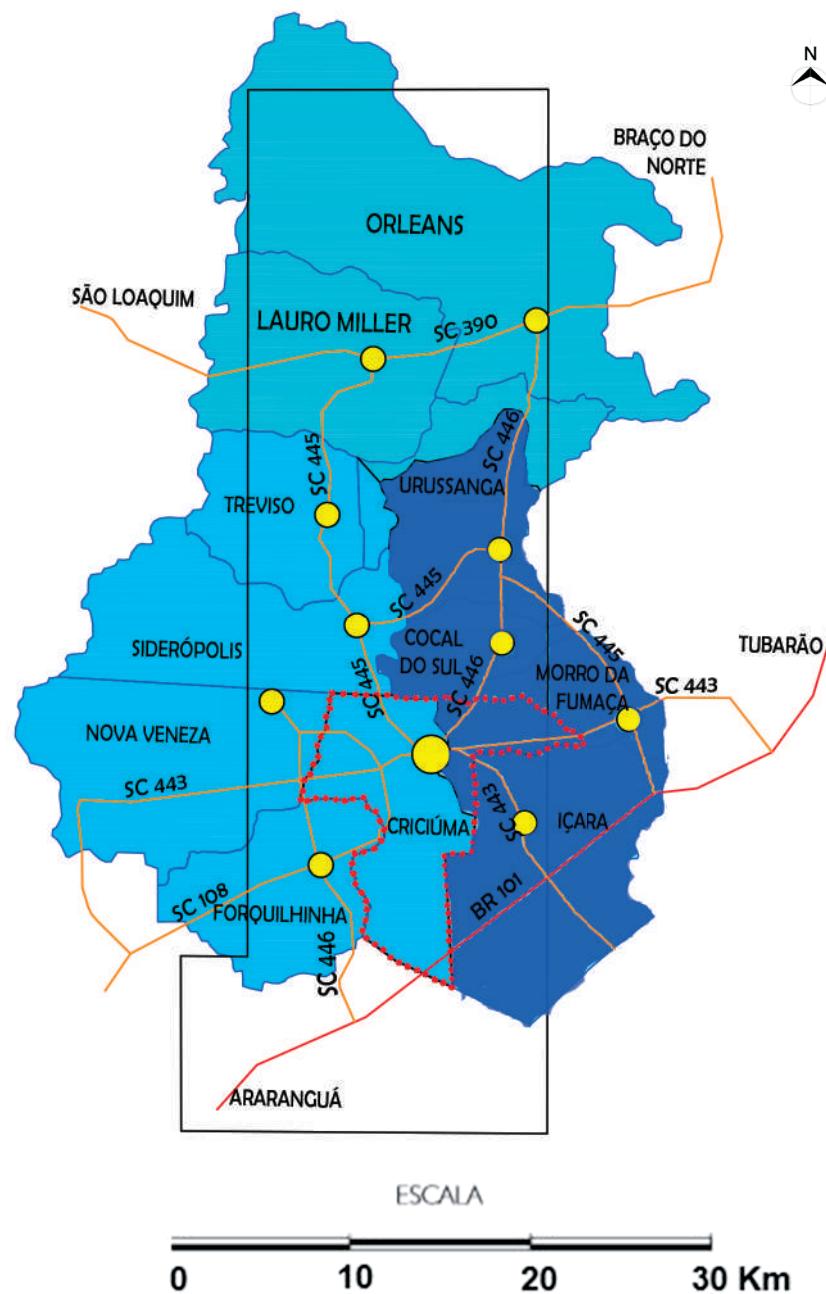 N
BRAÇO DO
NORTE
ORLEANS
SÃO LOAQUIM
LAURO MILLER
SC 390
SC 446
SC 445
URUSSANGA
TREVISO
SC 445
SC 445
COCAL
DO SUL
SIDERÓPOLIS
TUBARÃO
MORRO DA
FUMAÇA
SC 443
SC 445
SC 446
NOVA VENEZA
SC 443
SC 443
IÇARA
CRICIÚMA
BR 101
SC 108
FORQUILHINHA
SC 446
ARARANGUÁ
ESCALA
0 10 20 30 Km